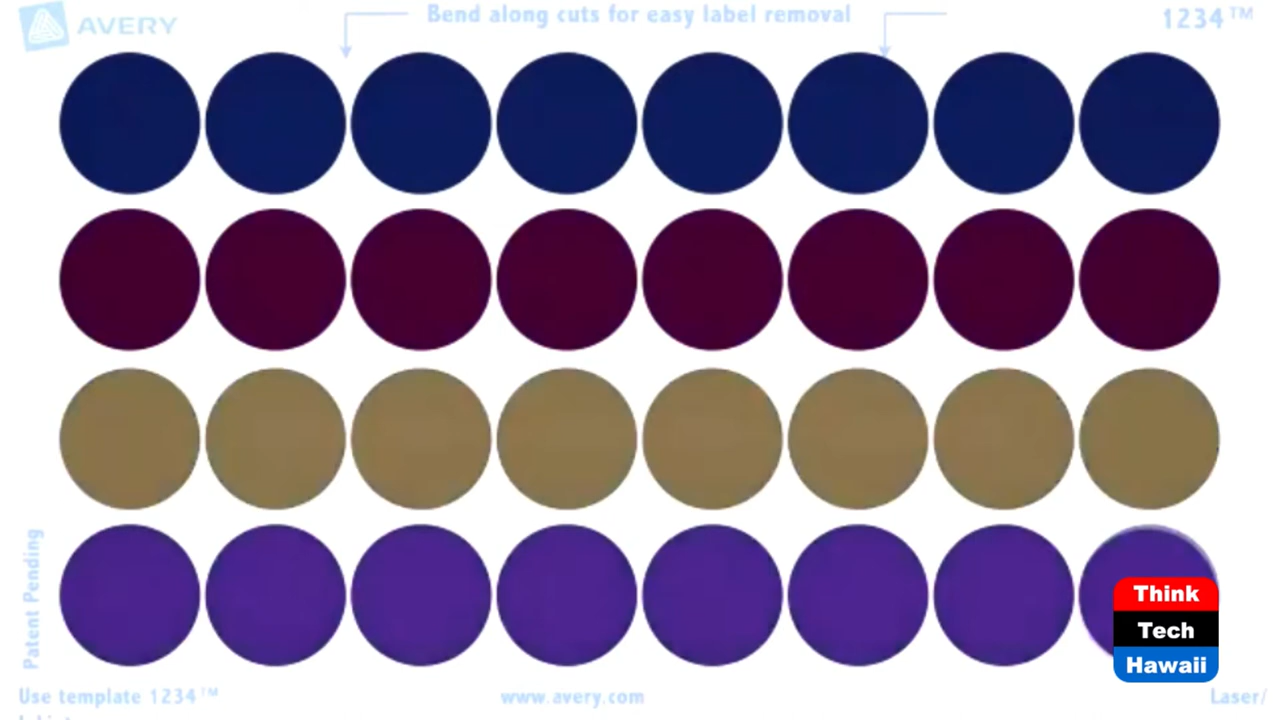 AVERY
Bend along cuts for easy label removal
1234™
Patent Pending
Think
Tech
Hawaii
Use template 1234™
www.avery.com
Laser/